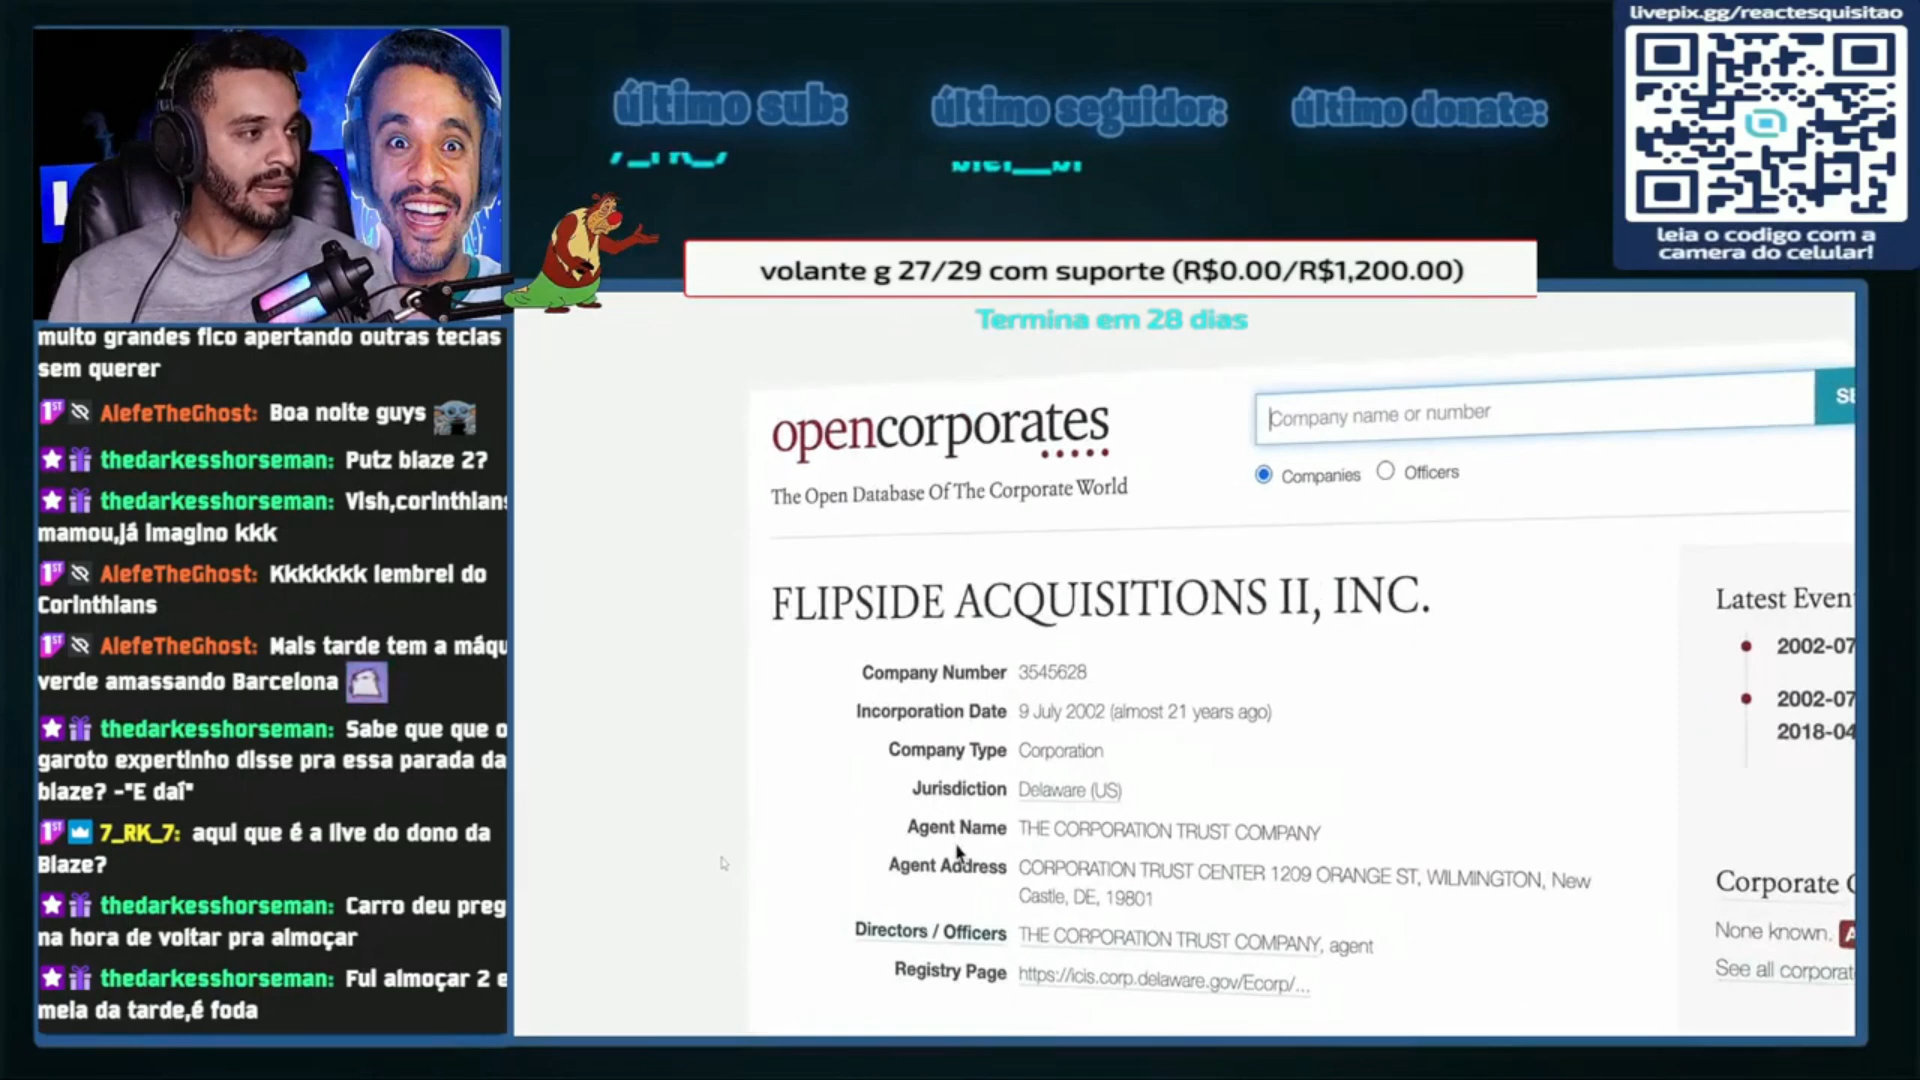 livepix.gg/reactesquisitao
último sub:
último seguidor:
último donate:
7_RK_7
leia o codigo com a
camera do celular!
volante g 27/29 com suporte (R$0.00/R$1,200.00)
Termina em 28 dias
muito grandes fico apertando outras teclas
sem querer
AlefeTheGhost: Boa noite guys
thedarkesshorseman: Putz blaze 2?
thedarkesshorseman: Vish,corinthians
mamou,já imagino kkk
AlefeTheGhost: Kkkkkkk lembrei do
Corinthians
AlefeTheGhost: Mais tarde tem a máqu
verde amassando Barcelona
thedarkesshorseman: Sabe que que o
garoto expertinho disse pra essa parada da
blaze? -"E daí"
7_RK_7: aqui que é a live do dono da
Blaze?
thedarkesshorseman: Carro deu preg
na hora de voltar pra almoçar
thedarkesshorseman: Fui almoçar 2 e
meia da tarde,é foda
opencorporates
The Open Database Of The Corporate World
Company name or number
Companies Officers
FLIPSIDE ACQUISITIONS II, INC.
Company Number 3545628
Incorporation Date 9 July 2002 (almost 21 years ago)
Company Type Corporation
Jurisdiction Delaware (US)
Agent Name THE CORPORATION TRUST COMPANY
Agent Address CORPORATION TRUST CENTER 1209 ORANGE ST, WILMINGTON, New
Castle, DE, 19801
Directors / Officers THE CORPORATION TRUST COMPANY, agent
Registry Page https://icis.corp.delaware.gov/Ecorp/...
Latest Even
2002-07
2002-07
2018-04
Corporate
None known.
See all corporat